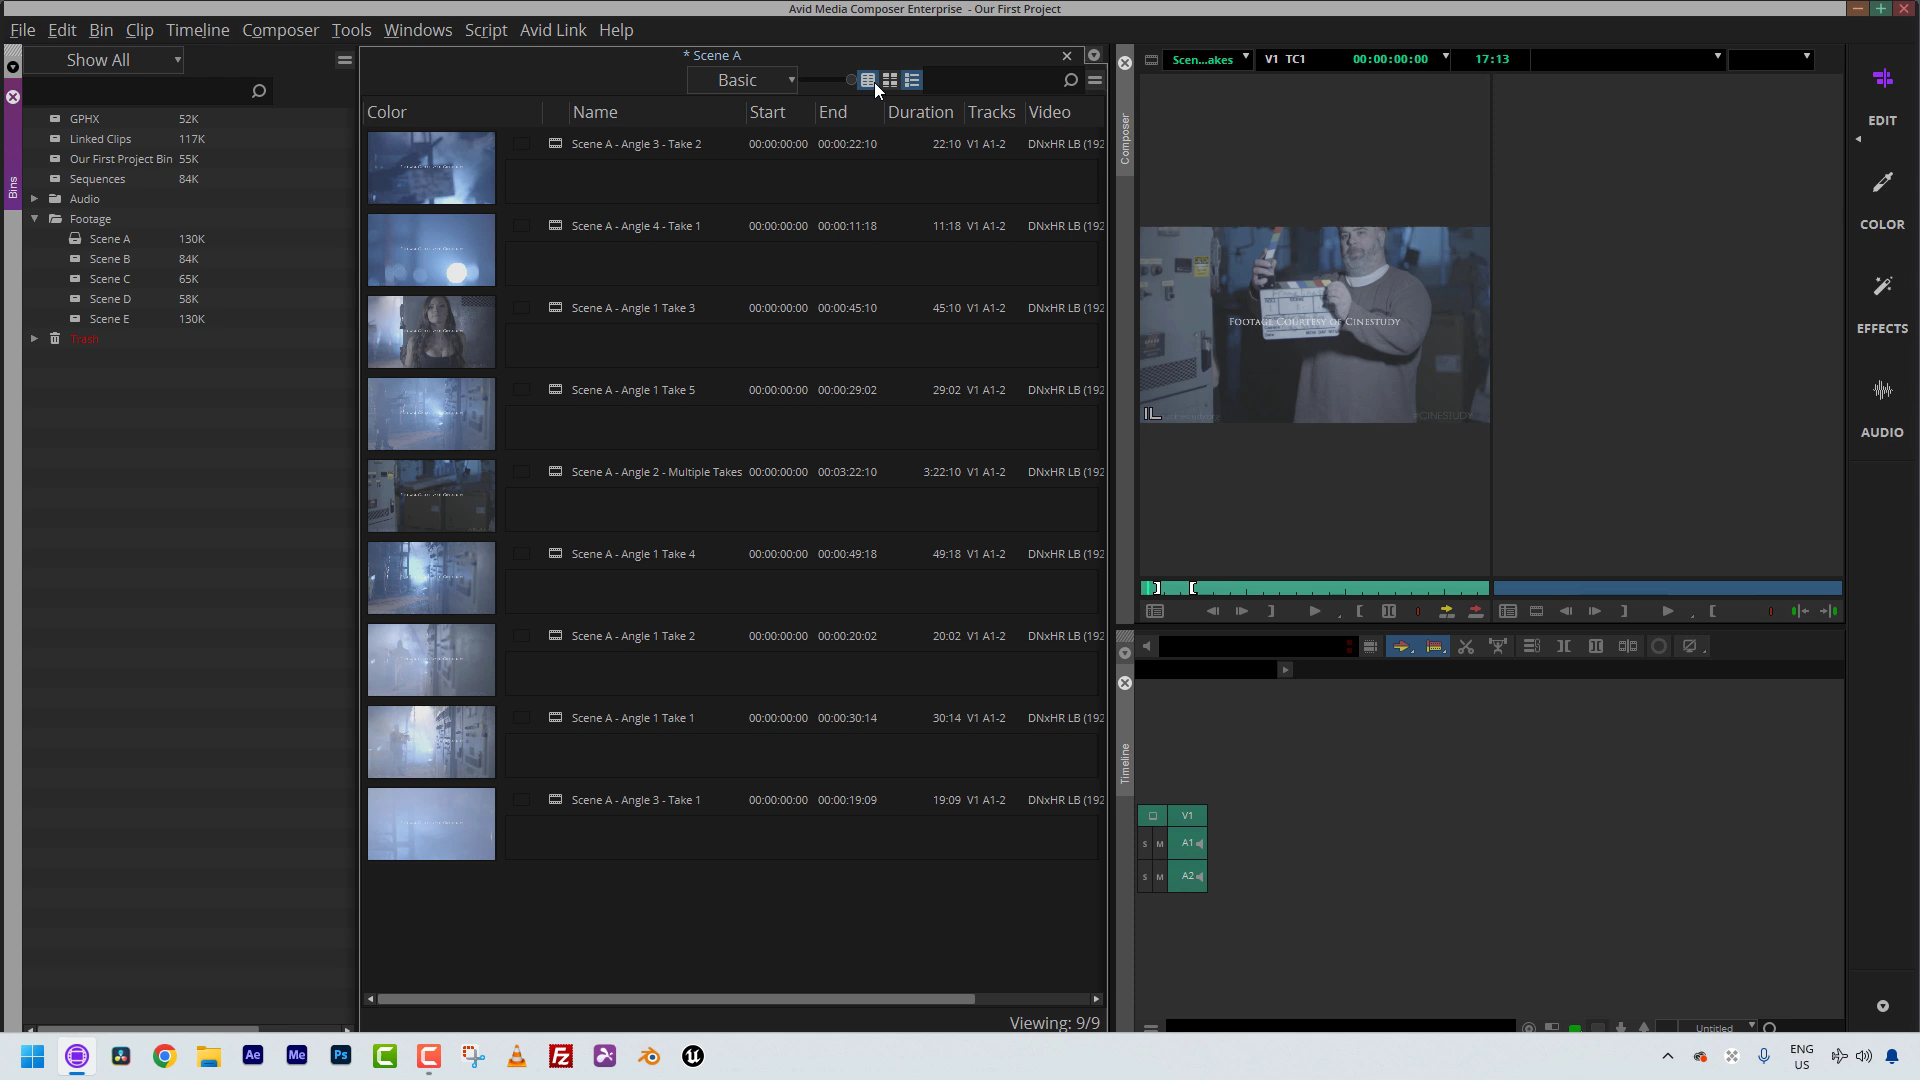 Avid Media Composer Enterprise - Our First Project
File Edit Bin Clip Timeline Composer Tools Windows Script Avid Link Help
Show All
Bins
GPHX 52K
Linked Clips 117K
Our First Project Bin 55K
Sequences 84K
Audio
Footage
Scene A 130K
Scene B 84K
Scene C 65K
Scene D 58K
Scene E 130K
Trash
* Scene A
Basic
Color Name Start End Duration Tracks Video
Scene A - Angle 3 - Take 2 00:00:00:00 00:00:22:10 22:10 V1 A1-2 DNxHR LB (192
Scene A - Angle 4 - Take 1 00:00:00:00 00:00:11:18 11:18 V1 A1-2 DNxHR LB (192
Scene A - Angle 1 Take 3 00:00:00:00 00:00:45:10 45:10 V1 A1-2 DNxHR LB (192
Scene A - Angle 1 Take 5 00:00:00:00 00:00:29:02 29:02 V1 A1-2 DNxHR LB (192
Scene A - Angle 2 - Multiple Takes 00:00:00:00 00:03:22:10 3:22:10 V1 A1-2 DNxHR LB (192
Scene A - Angle 1 Take 4 00:00:00:00 00:00:49:18 49:18 V1 A1-2 DNxHR LB (192
Scene A - Angle 1 Take 2 00:00:00:00 00:00:20:02 20:02 V1 A1-2 DNxHR LB (192
Scene A - Angle 1 Take 1 00:00:00:00 00:00:30:14 30:14 V1 A1-2 DNxHR LB (192
Scene A - Angle 3 - Take 1 00:00:00:00 00:00:19:09 19:09 V1 A1-2 DNxHR LB (192
Viewing: 9/9
Composer
Scen...akes V1 TC1 00:00:00:00 17:13
Footage Courtesy of Cinestudy
#CINESTUDY
Timeline
V1
S M A1
S M A2
Untitled
EDIT
COLOR
EFFECTS
AUDIO
Ae Me Ps C C Fz
ENG
US